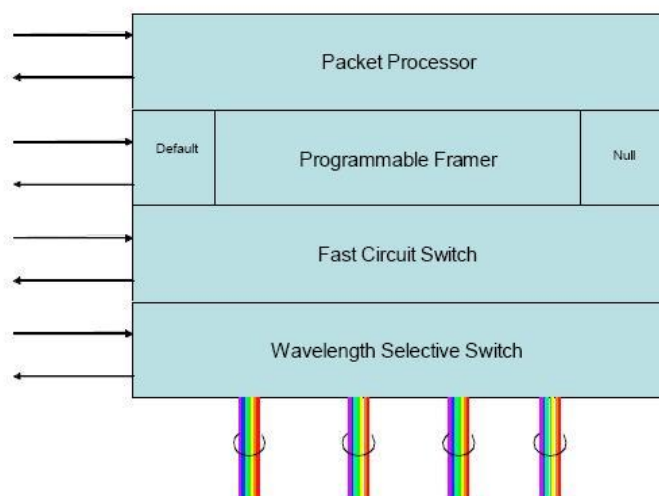 Packet Processor
Default
Programmable Framer
Null
Fast Circuit Switch
Wavelength Selective Switch